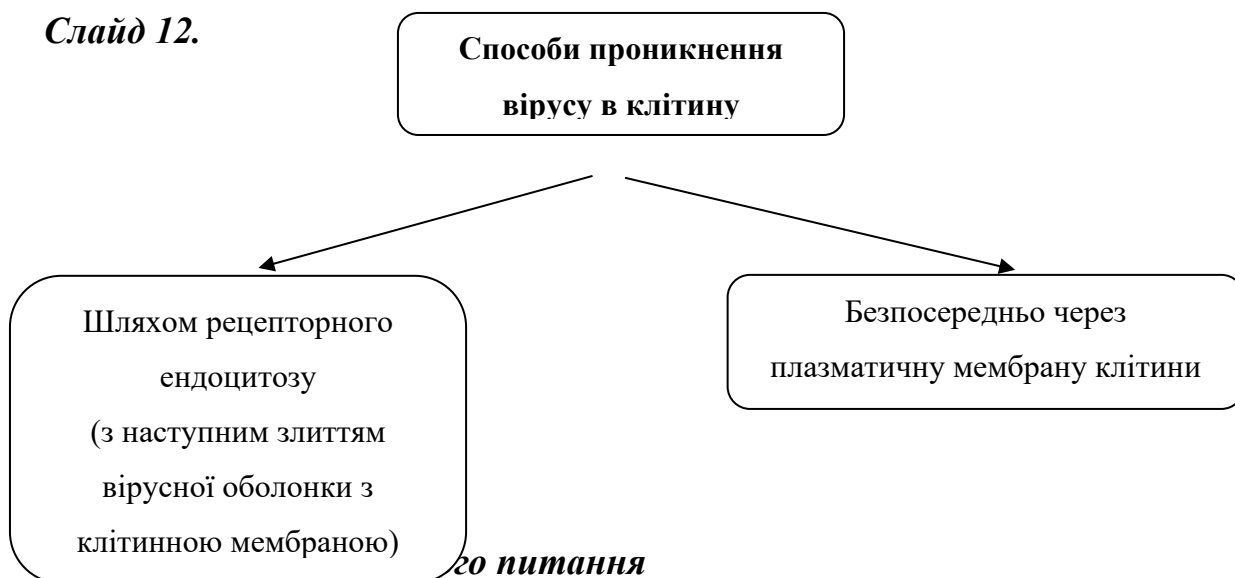 Слайд 12.
Способи проникнення
вірусу в клітину
Шляхом рецепторного
ендоцитозу
(з наступним злиттям
вірусної оболонки з
клітинною мембраною)
Безпосередньо через
плазматичну мембрану клітини
го питання